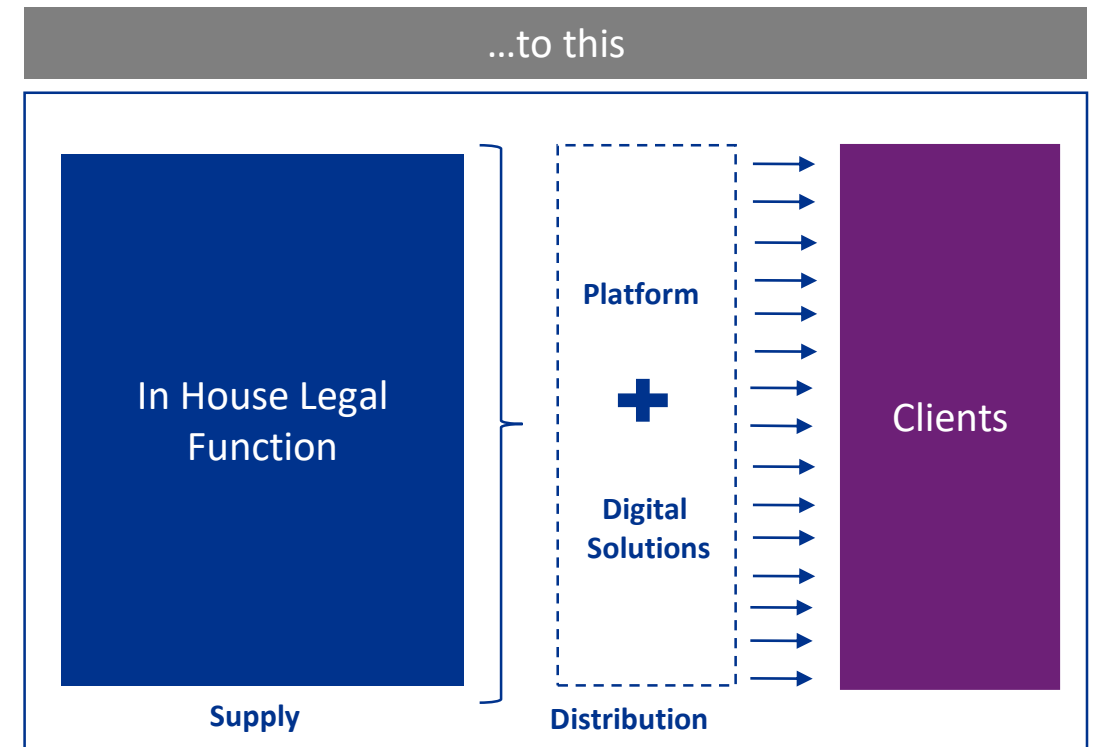 ...to this
In House Legal
Function
Platform
Digital
Solutions
Clients
Supply
Distribution